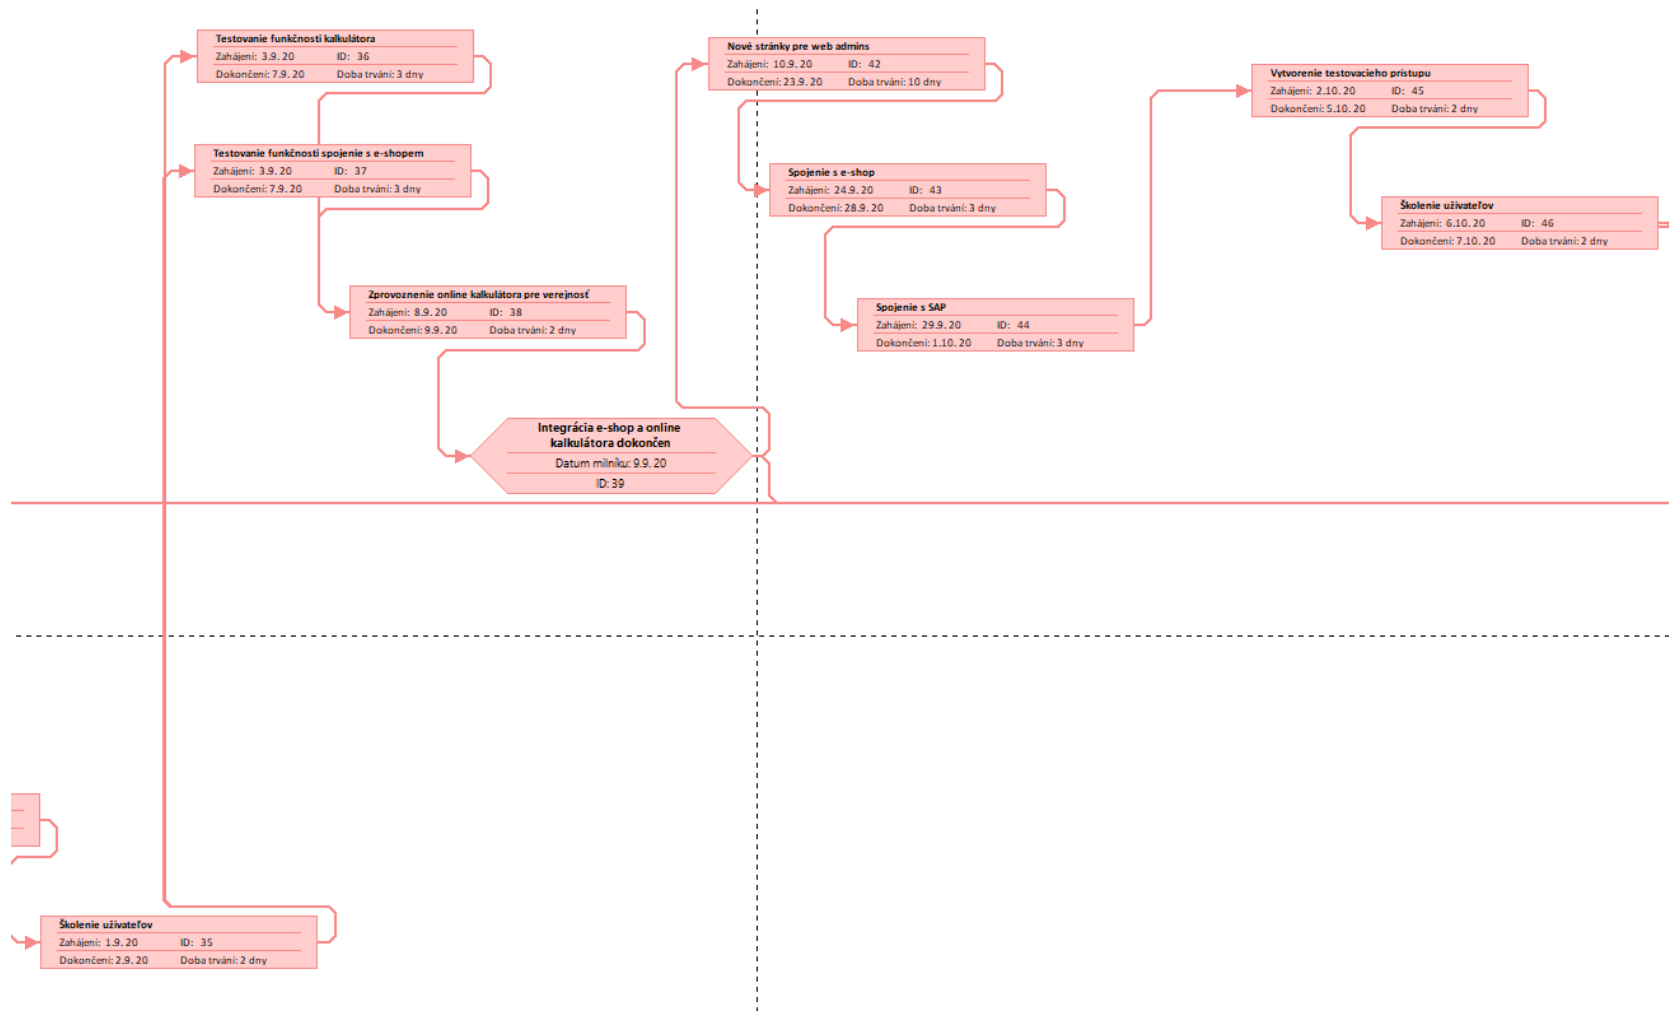 Testovanie funkčnosti kalkulátora
Zahájení: 3.9.20 ID: 36
Dokončení: 7.9.20 Doba trvání: 3 dny
Testovanie funkčnosti spojenie s e-shopem
Zahájení: 3.9.20 ID: 37
Dokončení: 7.9.20 Doba trvání: 3 dny
Zprovoznenie online kalkulátora pre verejnosť
Zahájení: 8.9.20 ID: 38
Dokončení: 9.9.20 Doba trvání: 2 dny
Integrácia e-shop a online
kalkulátora dokončen
Datum milníku: 9.9.20
ID: 39
Nové stránky pre web admins
Zahájení: 10.9.20 ID: 42
Dokončení: 23.9.20 Doba trvání: 10 dny
Spojenie s e-shop
Zahájení: 24.9.20 ID: 43
Dokončení: 28.9.20 Doba trvání: 3 dny
Spojenie s SAP
Zahájení: 29.9.20 ID: 44
Dokončení: 1.10.20 Doba trvání: 3 dny
Vytvorenie testovacieho prístupu
Zahájení: 2.10.20 ID: 45
Dokončení: 5.10.20 Doba trvání: 2 dny
Školenie uživateľov
Zahájení: 6.10.20 ID: 46
Dokončení: 7.10.20 Doba trvání: 2 dny
Školenie uživateľov
Zahájení: 1.9.20 ID: 35
Dokončení: 2.9.20 Doba trvání: 2 dny